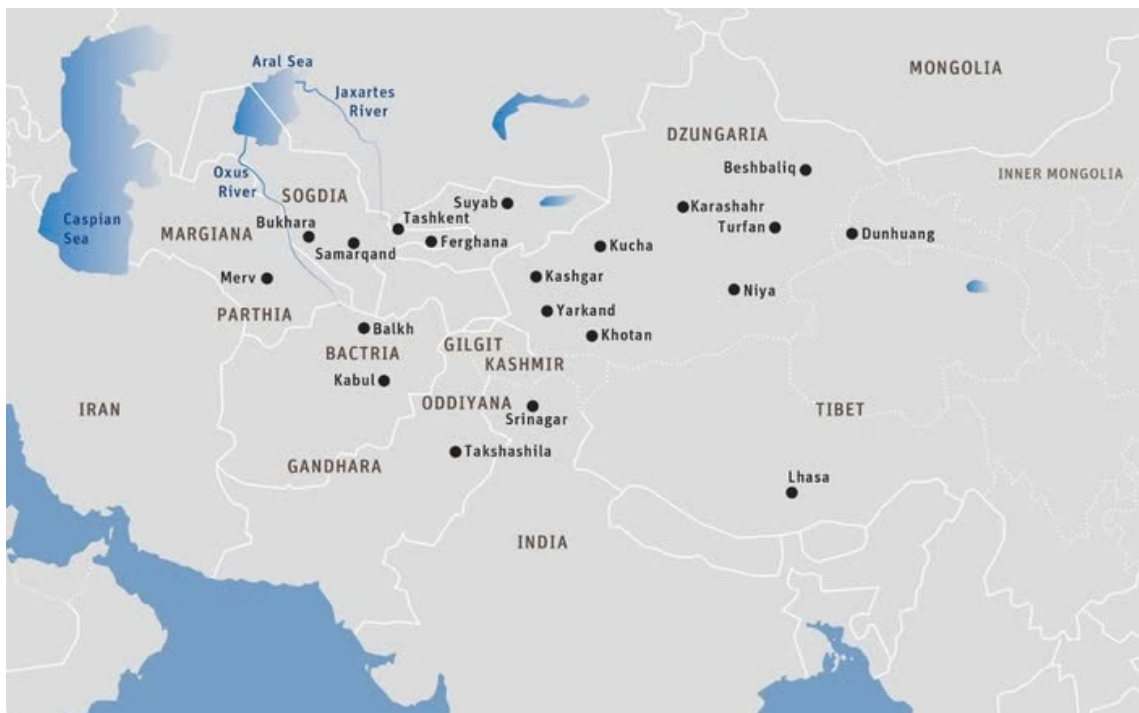 Aral Sea
MONGOLIA
Jaxartes
River
DZUNGARIA
Beshbaliq
INNER MONGOLIA
Oxus
River
SOGDIA
Suyab
Karashahr
Caspian
Sea
MARGIANA
Bukhara
Tashkent
Turfan
Dunhuang
Samarqand
Ferghana
Kucha
Merv
Kashgar
Niya
PARTHIA
Yarkand
Balkh
Khotan
BACTRIA
GILGIT
KASHMIR
Kabul
IRAN
ODDIYANA
TIBET
Srinagar
Takshashila
GANDHARA
Lhasa
INDIA